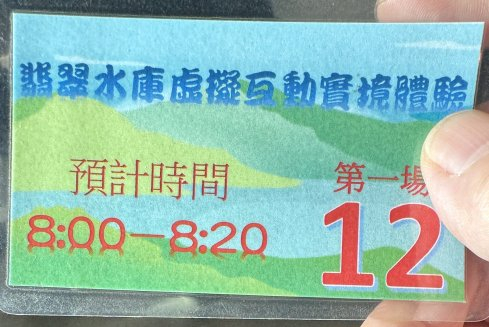 翡翠水庫虛擬互動實境體驗
預計時間
8:00－8:20
第一場
12